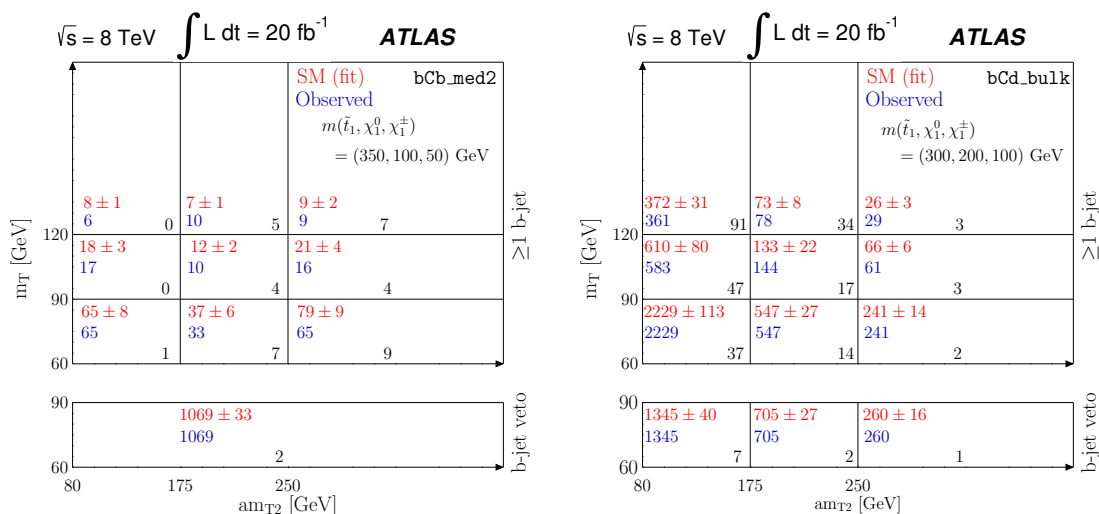 √s = 8 TeV ∫ L dt = 20 fb⁻¹ ATLAS
SM (fit) bCb_med2
Observed
m(t̃₁, χ₁⁰, χ₁±)
= (350, 100, 50) GeV
8 ± 1 7 ± 1 9 ± 2
6 0 10 5 9 7
120
18 ± 3 12 ± 2 21 ± 4
17 10 16
0 4 4
90
65 ± 8 37 ± 6 79 ± 9
65 33 65
1 7 9
60
m_T [GeV]
≥1 b-jet
90
1069 ± 33
1069
2
60
b-jet veto
80 175 250
am_T2 [GeV]
√s = 8 TeV ∫ L dt = 20 fb⁻¹ ATLAS
SM (fit) bCd_bulk
Observed
m(t̃₁, χ₁⁰, χ₁±)
= (300, 200, 100) GeV
372 ± 31 73 ± 8 26 ± 3
361 91 78 34 29 3
120
610 ± 80 133 ± 22 66 ± 6
583 144 61
47 17 3
90
2229 ± 113 547 ± 27 241 ± 14
2229 547 241
37 14 2
60
m_T [GeV]
≥1 b-jet
90
1345 ± 40 705 ± 27 260 ± 16
1345 705 260
7 2 1
60
b-jet veto
80 175 250
am_T2 [GeV]